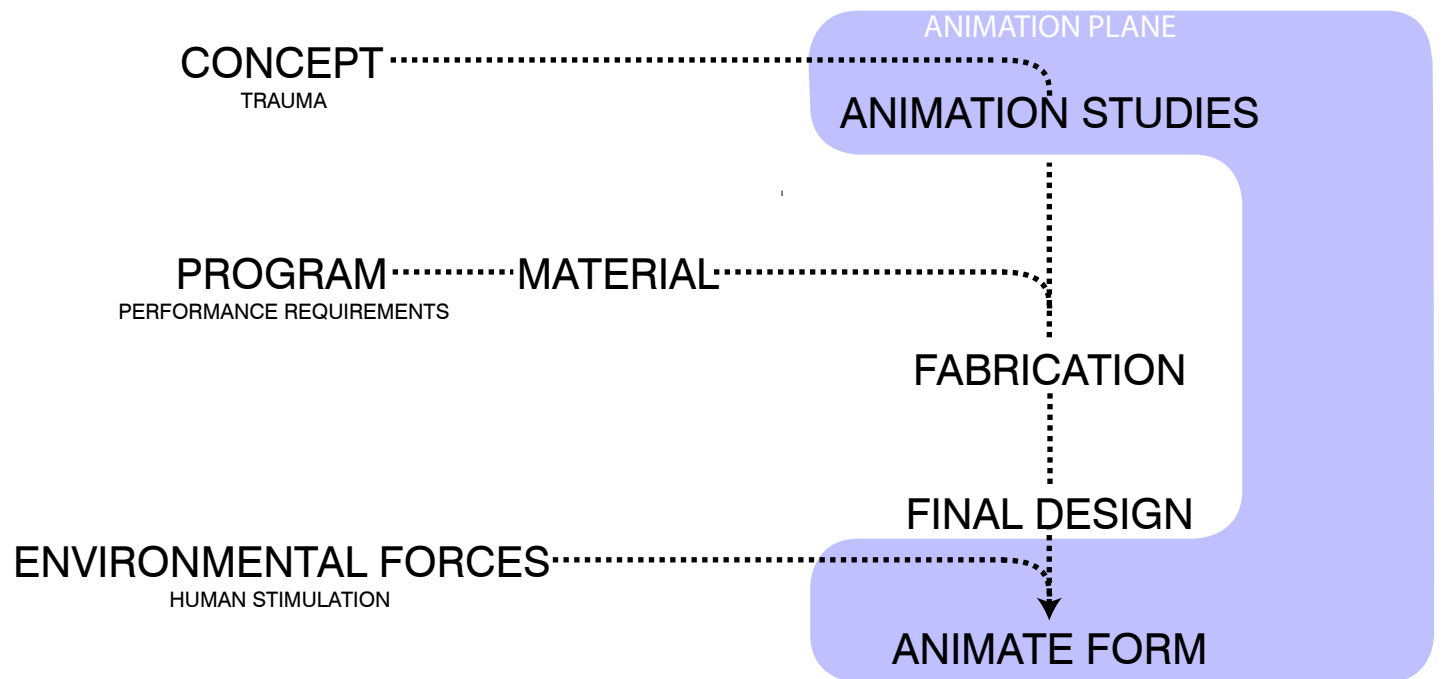 ANIMATION PLANE
CONCEPT
TRAUMA
ANIMATION STUDIES
PROGRAM
MATERIAL
PERFORMANCE REQUIREMENTS
FABRICATION
FINAL DESIGN
ENVIRONMENTAL FORCES
HUMAN STIMULATION
ANIMATE FORM